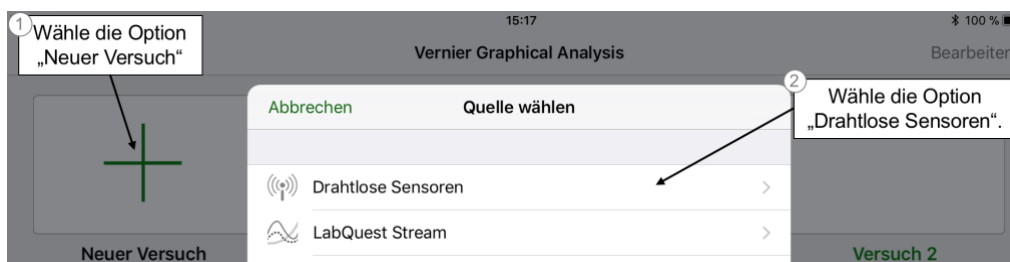 1
Wähle die Option
„Neuer Versuch“
15:17
100 %
Vernier Graphical Analysis
Bearbeiten
2
Wähle die Option
„Drahtlose Sensoren“.
Abbrechen
Quelle wählen
Drahtlose Sensoren
LabQuest Stream
Neuer Versuch
Versuch 2